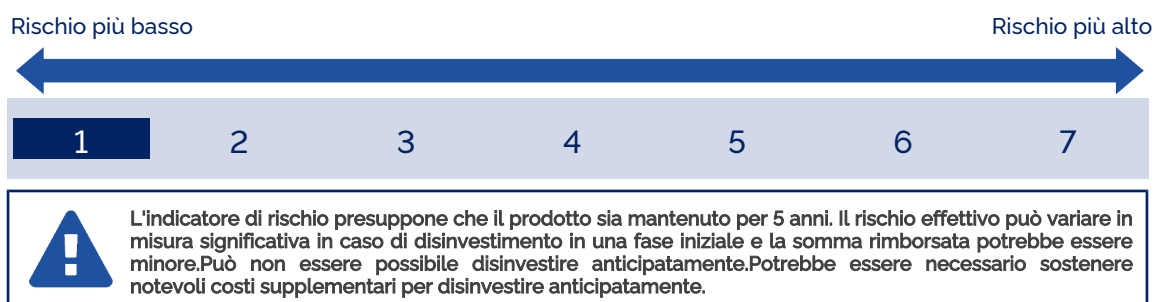 Rischio più basso Rischio più alto
1 2 3 4 5 6 7
L'indicatore di rischio presuppone che il prodotto sia mantenuto per 5 anni. Il rischio effettivo può variare in
misura significativa in caso di disinvestimento in una fase iniziale e la somma rimborsata potrebbe essere
minore.Può non essere possibile disinvestire anticipatamente.Potrebbe essere necessario sostenere
notevoli costi supplementari per disinvestire anticipatamente.